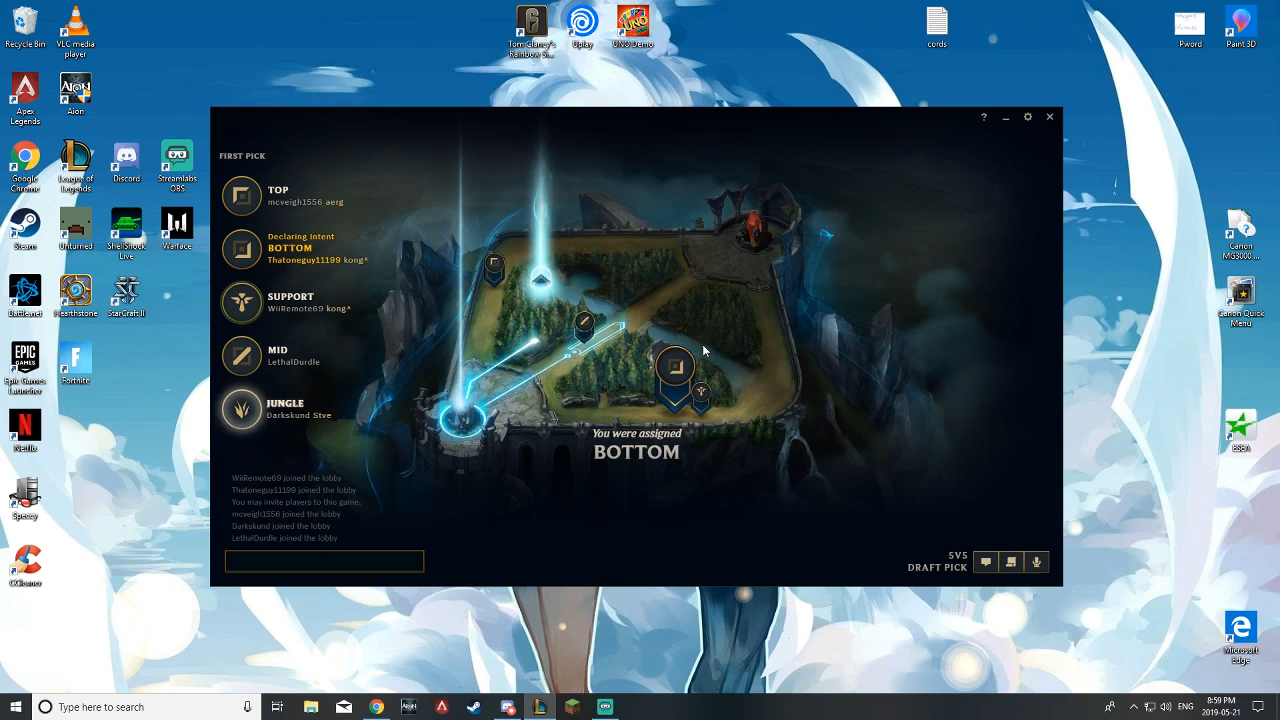 Recycle Bin
VLC media
player
Tom Clancy's
Rainbow Si...
Uplay
UNO Demo
cords
Pword
Paint 3D
Apex
Legends
Aion
Google
Chrome
League of
Legends
Discord
Streamlabs
OBS
Steam
Unturned
ShellShock
Live
Warface
Battle.net
Hearthstone
StarCraft II
Epic Games
Launcher
Fortnite
Netflix
Speccy
CCleaner
Canon
MG3000 ...
Canon Quick
Menu
Microsoft
Edge
FIRST PICK
TOP
mcveigh1556 aerg
Declaring Intent
BOTTOM
Thatoneguy11199 kong^
SUPPORT
WiiRemote69 kong^
MID
LethalDurdle
JUNGLE
Darkskund Stve
You were assigned
BOTTOM
WiiRemote69 joined the lobby
Thatoneguy11199 joined the lobby
You may invite players to this game.
mcveigh1556 joined the lobby
Darkskund joined the lobby
LethalDurdle joined the lobby
5V5
DRAFT PICK
Type here to search
ENG
8:59 PM
2019-05-21